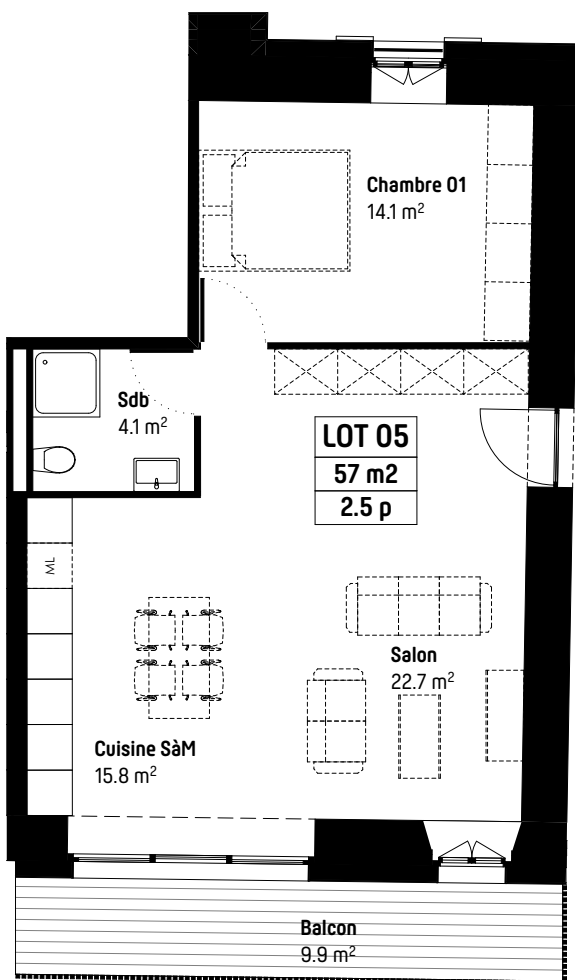 Chambre 01
14.1 m²
Sdb
4.1 m²
LOT 05
57 m2
2.5 p
ML
Salon
22.7 m²
Cuisine SàM
15.8 m²
Balcon
9.9 m²